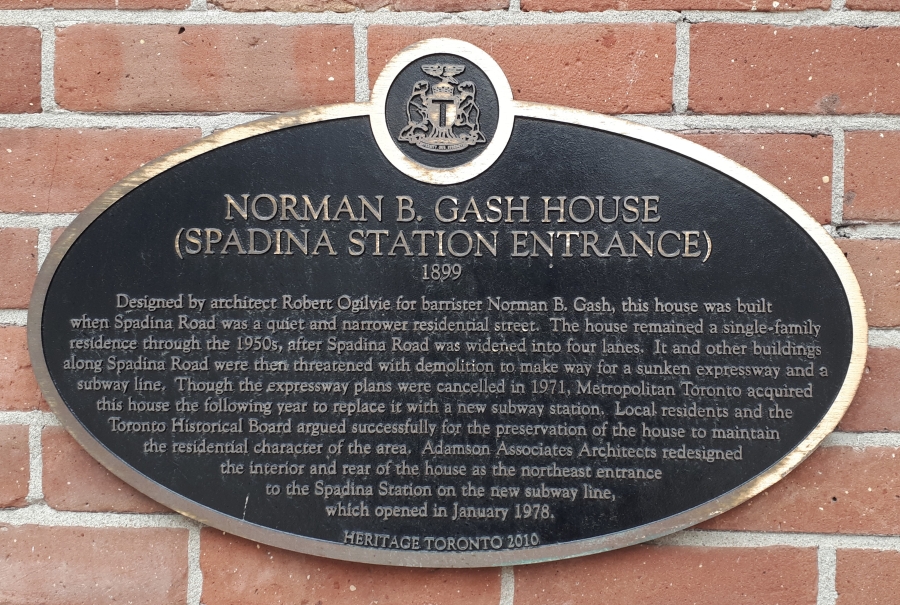 T
NORMAN B. GASH HOUSE
(SPADINA STATION ENTRANCE)
1899
Designed by architect Robert Ogilvie for barrister Norman B. Gash, this house was built
when Spadina Road was a quiet and narrower residential street. The house remained a single-family
residence through the 1950s, after Spadina Road was widened into four lanes. It and other buildings
along Spadina Road were then threatened with demolition to make way for a sunken expressway and a
subway line. Though the expressway plans were cancelled in 1971, Metropolitan Toronto acquired
this house the following year to replace it with a new subway station. Local residents and the
Toronto Historical Board argued successfully for the preservation of the house to maintain
the residential character of the area. Adamson Associates Architects redesigned
the interior and rear of the house as the northeast entrance
to the Spadina Station on the new subway line,
which opened in January 1978.
HERITAGE TORONTO 2010